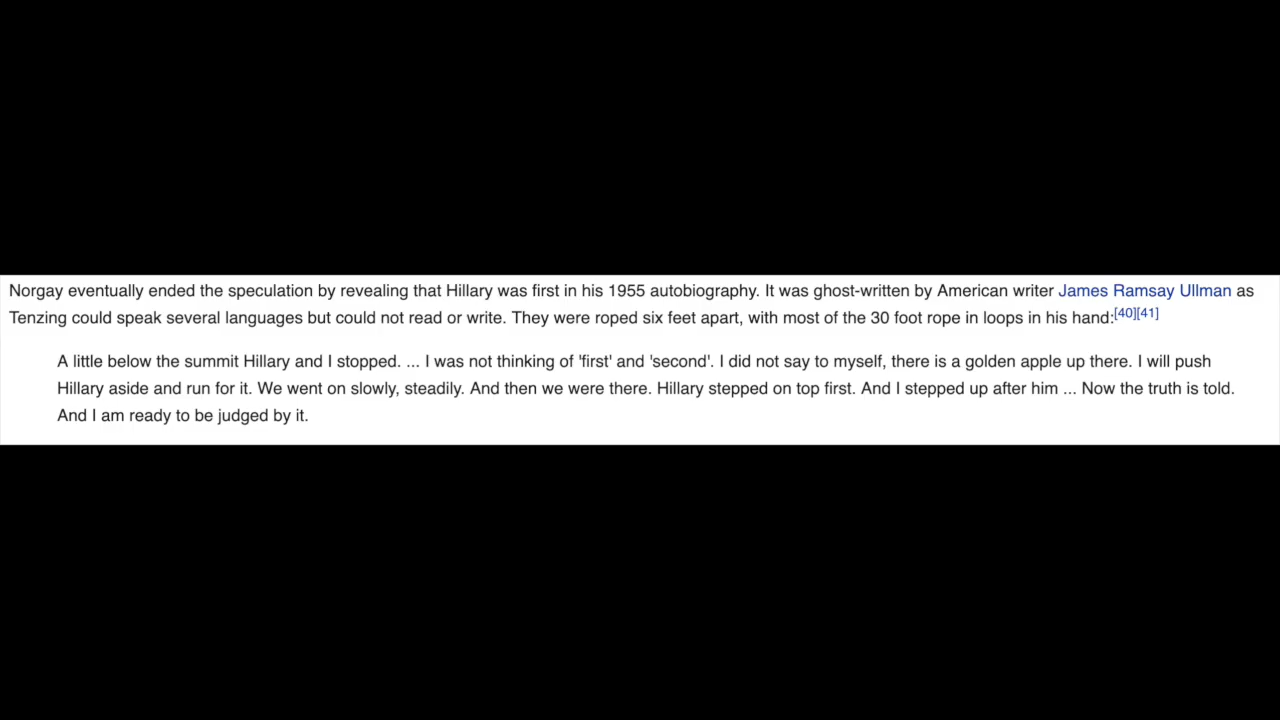 Norgay eventually ended the speculation by revealing that Hillary was first in his 1955 autobiography. It was ghost-written by American writer James Ramsay Ullman as
Tenzing could speak several languages but could not read or write. They were roped six feet apart, with most of the 30 foot rope in loops in his hand:[40][41]
A little below the summit Hillary and I stopped. ... I was not thinking of 'first' and 'second'. I did not say to myself, there is a golden apple up there. I will push
Hillary aside and run for it. We went on slowly, steadily. And then we were there. Hillary stepped on top first. And I stepped up after him ... Now the truth is told.
And I am ready to be judged by it.